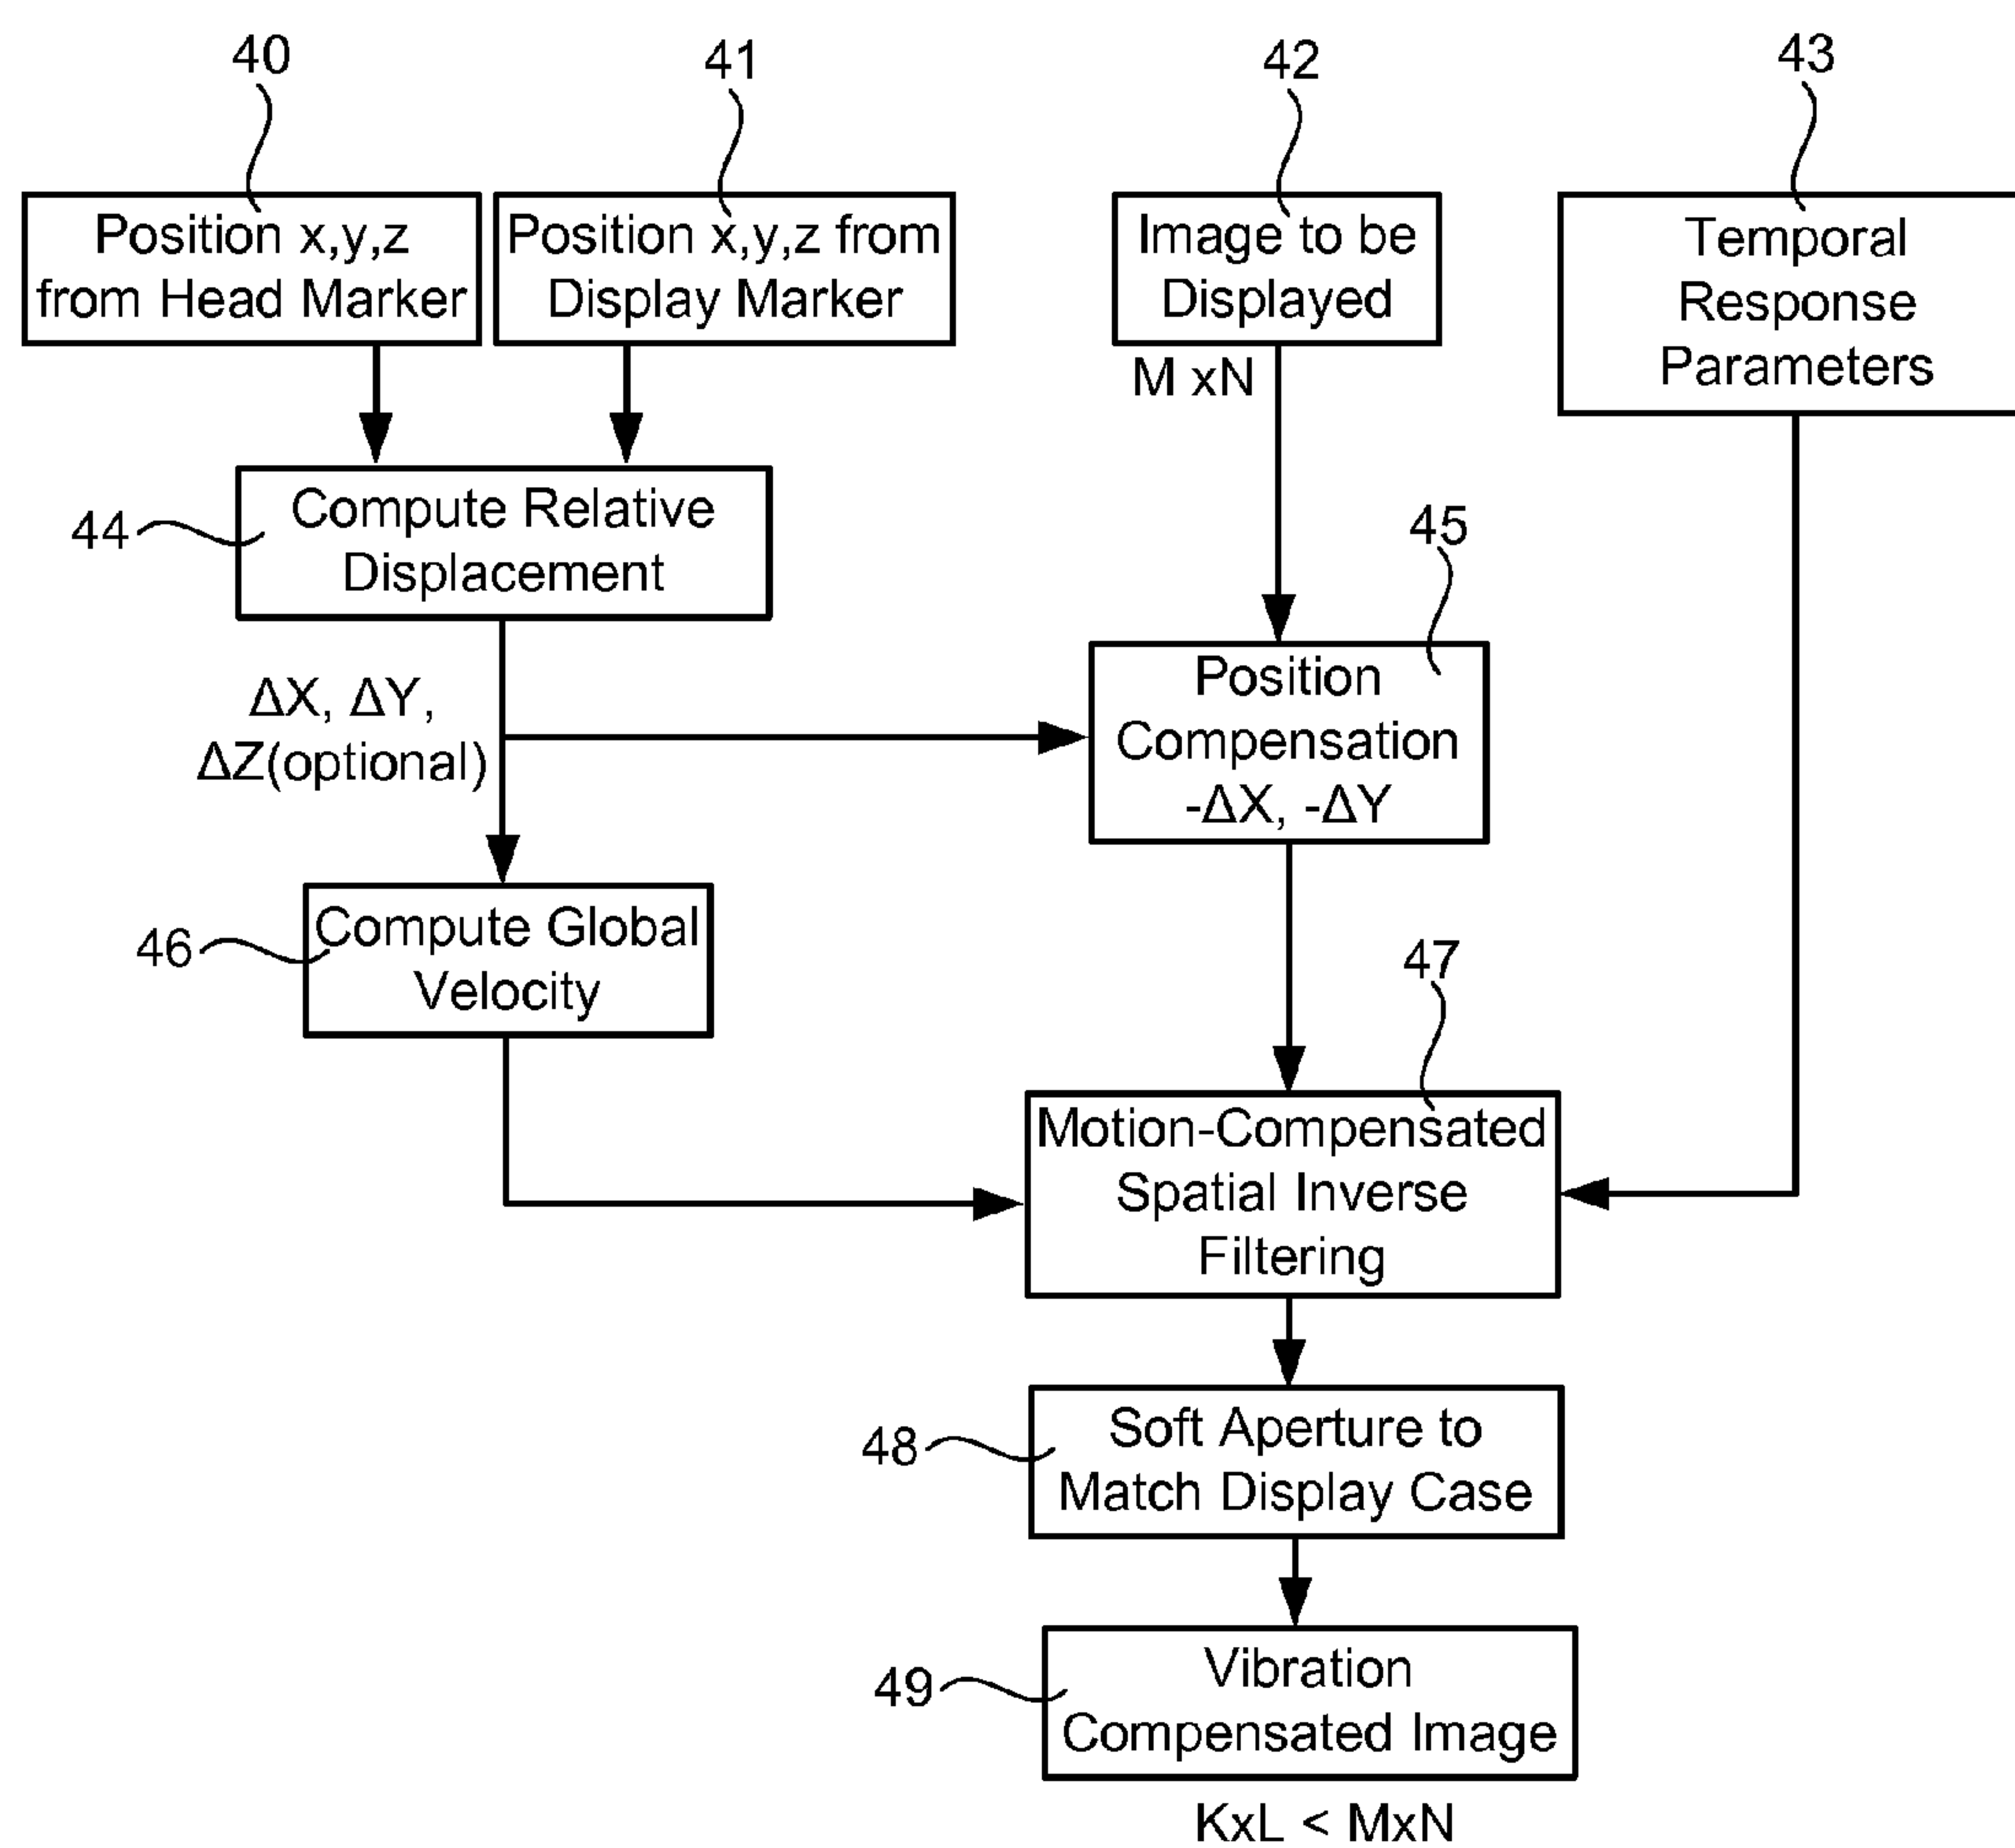 40
41
42
43
Position x,y,z
from Head Marker
Position x,y,z from
Display Marker
Image to be
Displayed
Temporal
Response
Parameters
M xN
44
Compute Relative
Displacement
45
ΔX, ΔY,
ΔZ(optional)
Position
Compensation
-ΔX, -ΔY
46
Compute Global
Velocity
47
Motion-Compensated
Spatial Inverse
Filtering
48
Soft Aperture to
Match Display Case
49
Vibration
Compensated Image
KxL < MxN